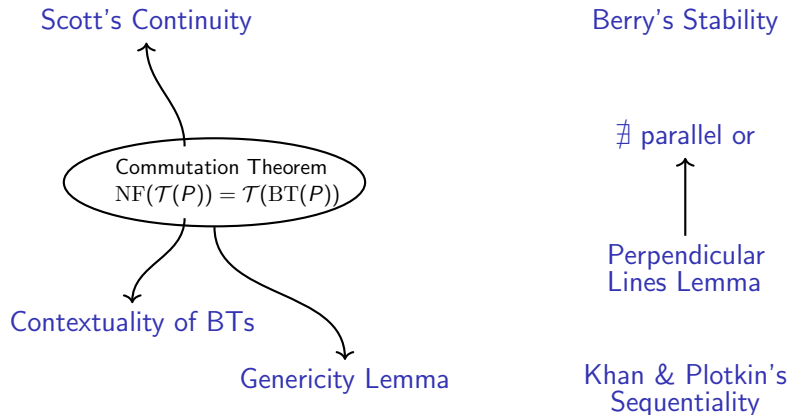 Scott's Continuity
Berry's Stability
∄ parallel or
Commutation Theorem
NF(𝒯(P)) = 𝒯(BT(P))
Perpendicular
Lines Lemma
Contextuality of BTs
Genericity Lemma
Khan & Plotkin's
Sequentiality